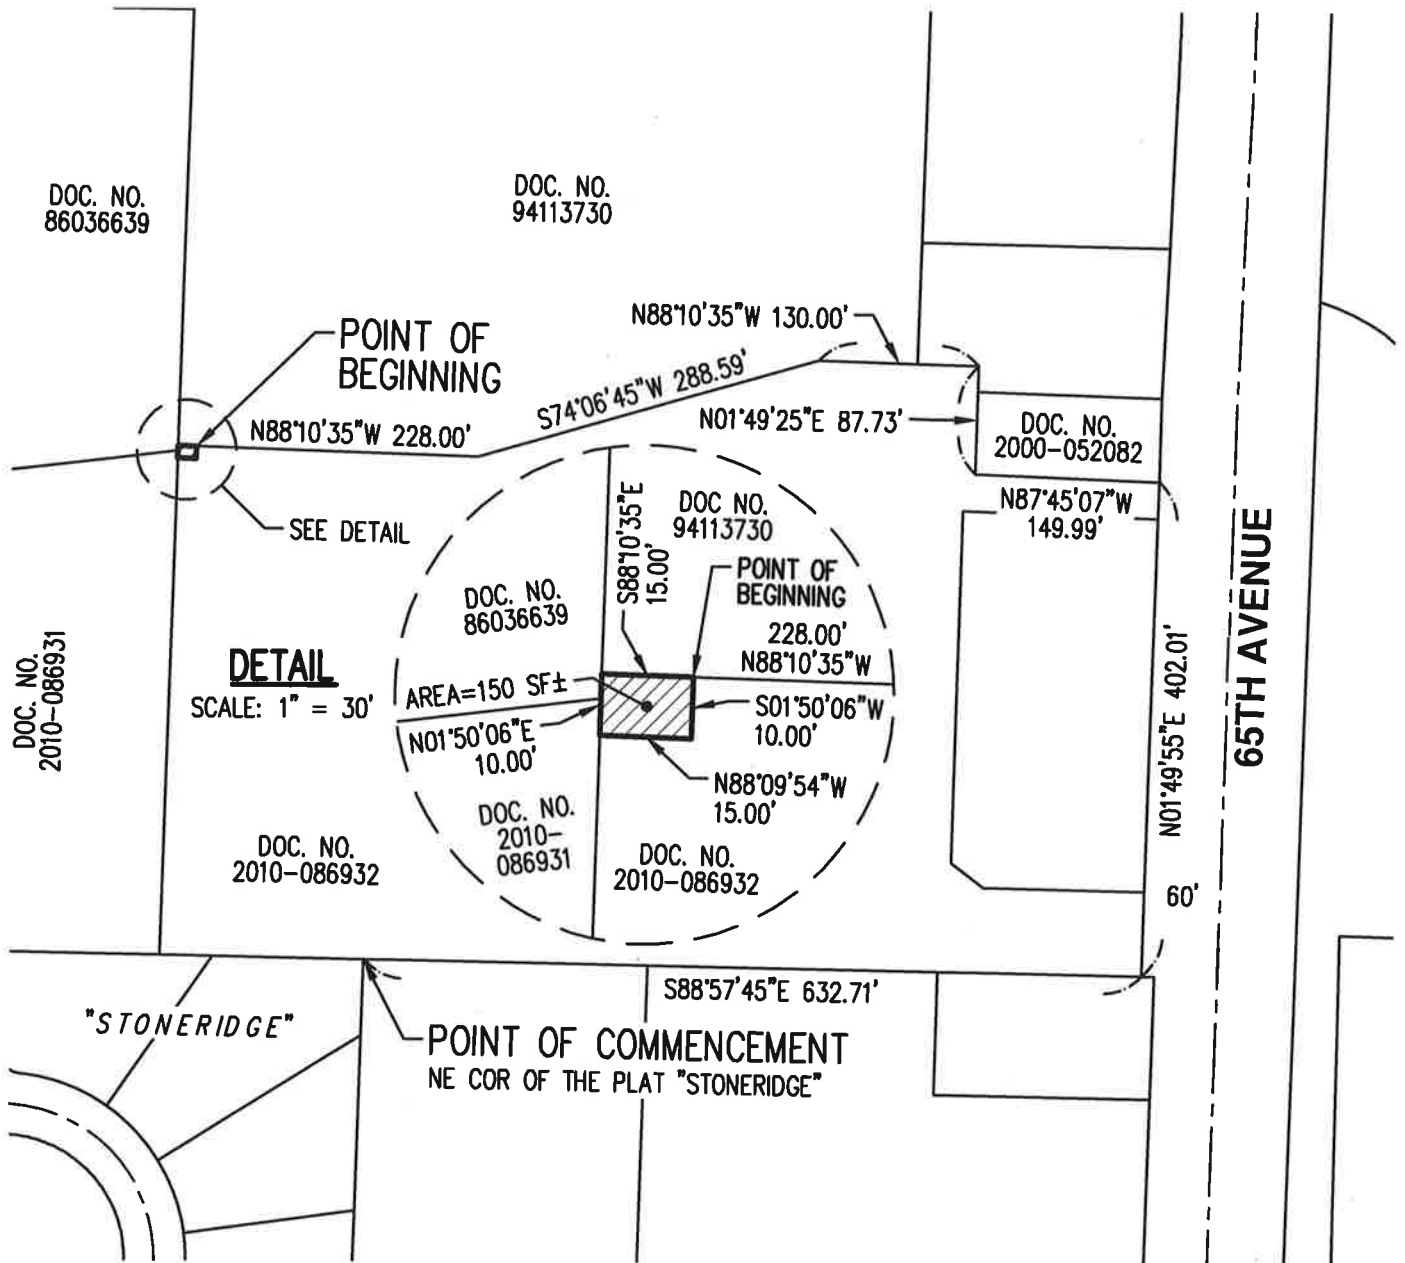 DOC. NO.
86036639
DOC. NO.
94113730
N88°10'35"W 130.00'
POINT OF
BEGINNING
S74°06'45"W 288.59'
N88°10'35"W 228.00'
N01°49'25"E 87.73'
DOC. NO.
2000-052082
SEE DETAIL
N87°45'07"W
149.99'
S88°10'35"E
15.00'
DOC NO.
94113730
POINT OF
BEGINNING
DOC. NO.
86036639
228.00'
N88°10'35"W
DETAIL
SCALE: 1" = 30'
AREA=150 SF±
N01°50'06"E
10.00'
S01°50'06"W
10.00'
N88°09'54"W
15.00'
DOC. NO.
2010-
086931
DOC. NO.
2010-086932
DOC. NO.
2010-086931
DOC. NO.
2010-086932
N01°49'55"E 402.01'
65TH AVENUE
60'
S88°57'45"E 632.71'
"STONERIDGE"
POINT OF COMMENCEMENT
NE COR OF THE PLAT "STONERIDGE"